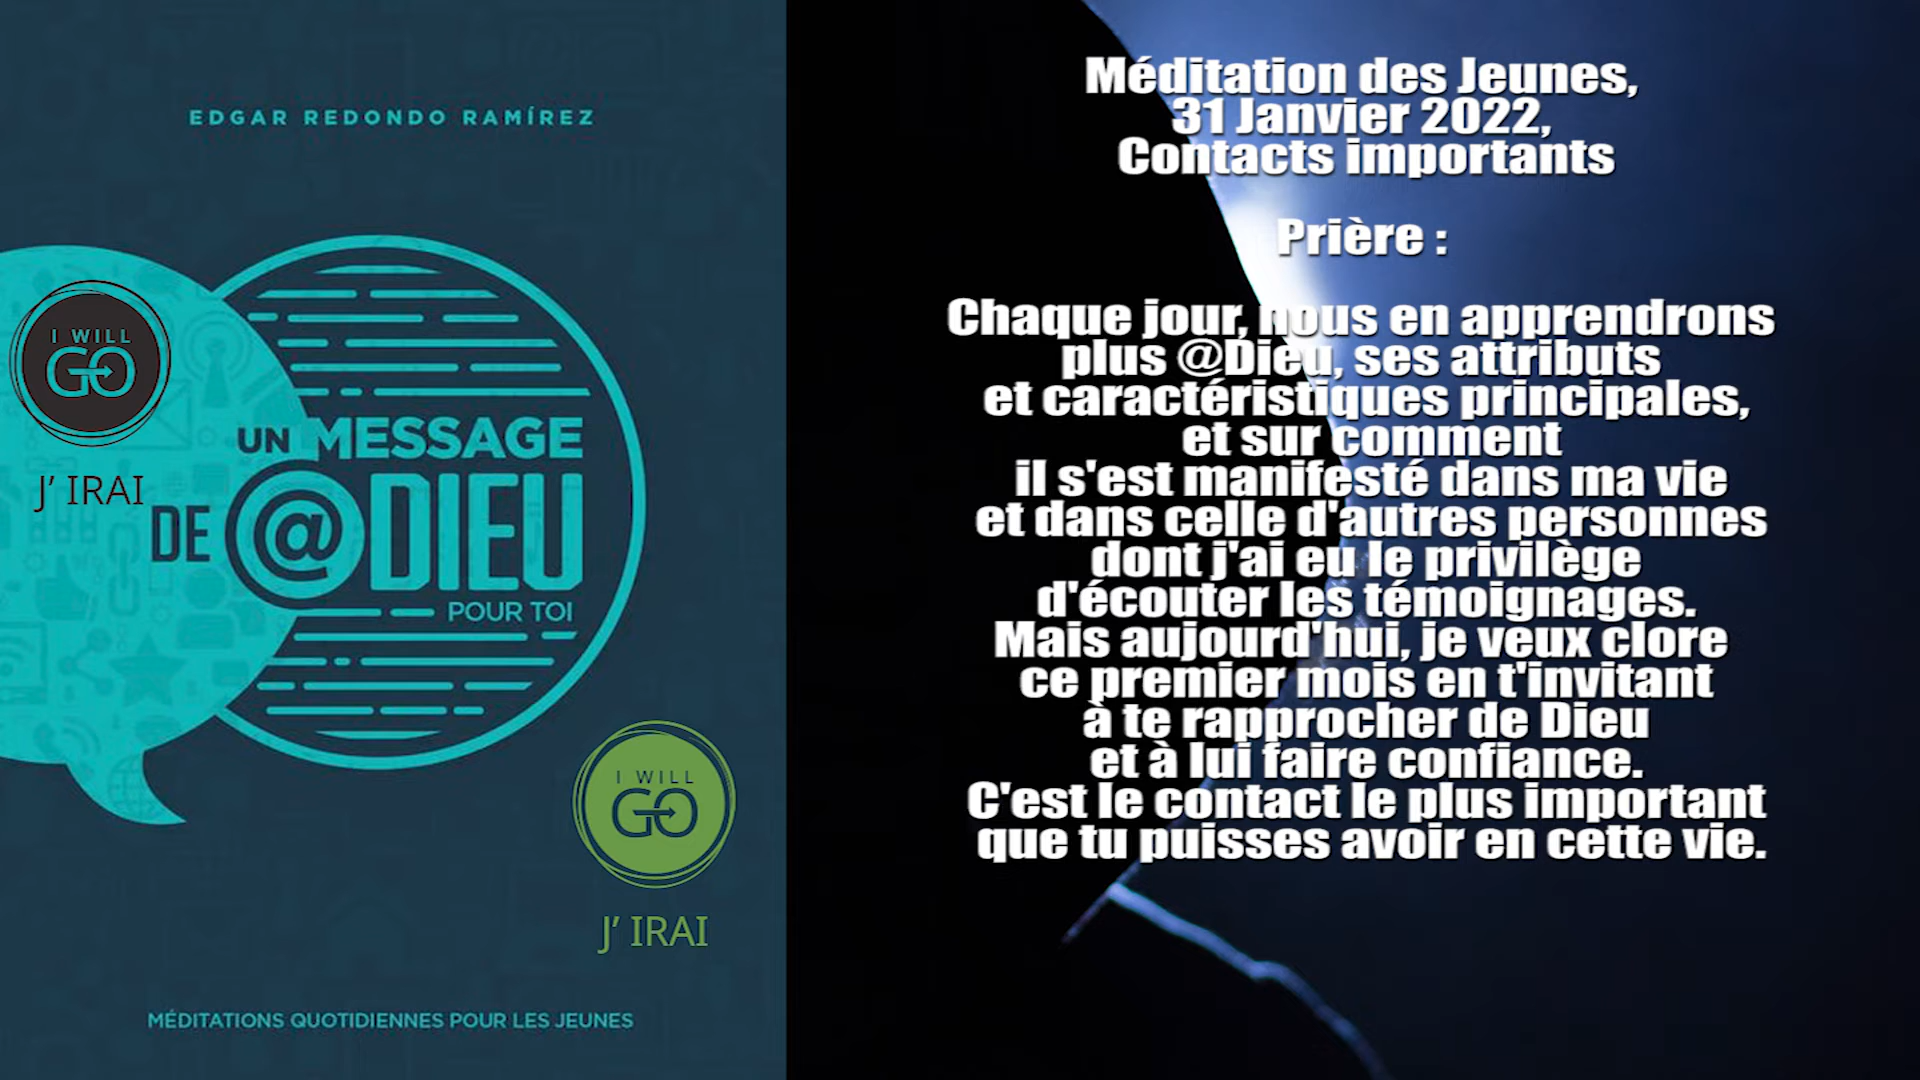 EDGAR REDONDO RAMÍREZ
I WILL
GO
J' IRAI
UN MESSAGE
DE @DIEU
POUR TOI
I WILL
GO
J' IRAI
MÉDITATIONS QUOTIDIENNES POUR LES JEUNES
Méditation des Jeunes,
31 Janvier 2022,
Contacts importants
Prière :
Chaque jour, nous en apprendrons
plus @Dieu, ses attributs
et caractéristiques principales,
et sur comment
il s'est manifesté dans ma vie
et dans celle d'autres personnes
dont j'ai eu le privilège
d'écouter les témoignages.
Mais aujourd'hui, je veux clore
ce premier mois en t'invitant
à te rapprocher de Dieu
et à lui faire confiance.
C'est le contact le plus important
que tu puisses avoir en cette vie.